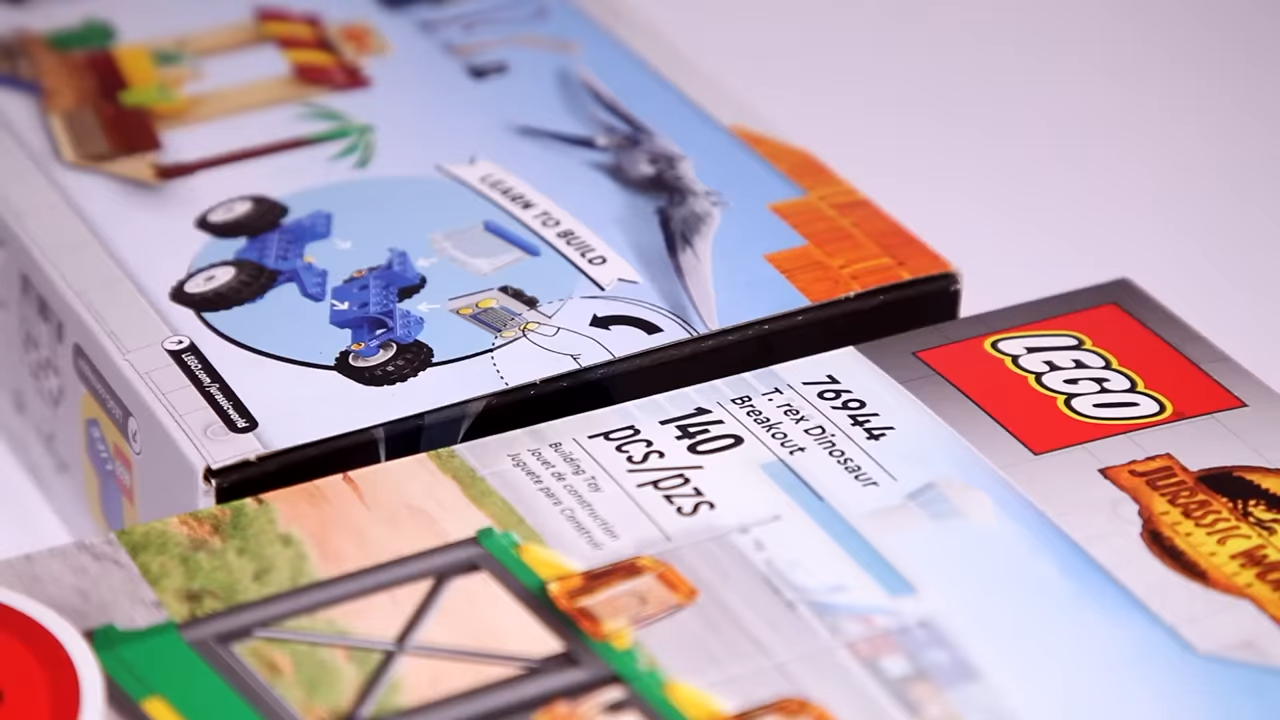 LEARN TO BUILD
LEGO.com/jurassicworld
LEGO
JURASSIC
76944
T. rex Dinosaur
Breakout
140
pcs/pzs
Building Toy
Jouet de construction
Juguete para Construir